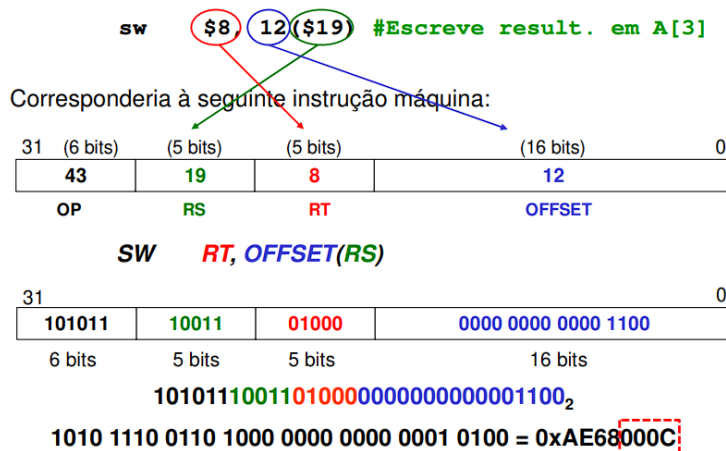 sw $8, 12($19) #Escreve result. em A[3]
Corresponderia à seguinte instrução máquina:
31 (6 bits) (5 bits) (5 bits) (16 bits) 0
43 19 8 12
OP RS RT OFFSET
SW RT, OFFSET(RS)
31 0
101011 10011 01000 0000 0000 0000 1100
6 bits 5 bits 5 bits 16 bits
10101110011010000000000000001100₂
1010 1110 0110 1000 0000 0000 0001 0100 = 0xAE68000C